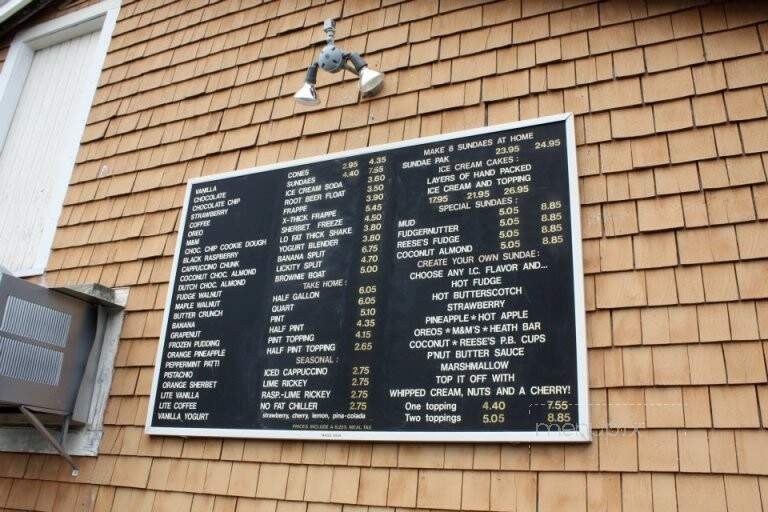 VANILLA
CHOCOLATE
CHOCOLATE CHIP
STRAWBERRY
COFFEE
OREO
M&M
CHOC. CHIP COOKIE DOUGH
BLACK RASPBERRY
CAPPUCCINO CHUNK
COCONUT CHOC. ALMOND
DUTCH CHOC. ALMOND
FUDGE WALNUT
MAPLE WALNUT
BUTTER CRUNCH
BANANA
GRAPENUT
FROZEN PUDDING
ORANGE PINEAPPLE
PEPPERMINT PATTI
PISTACHIO
ORANGE SHERBET
LITE VANILLA
LITE COFFEE
VANILLA YOGURT
CONES 2.95 4.35
SUNDAES 4.40 7.55
ICE CREAM SODA 3.60
ROOT BEER FLOAT 3.50
FRAPPE 3.90
X-THICK FRAPPE 5.45
SHERBET FREEZE 4.50
LO FAT THICK SHAKE 3.80
YOGURT BLENDER 3.80
BANANA SPLIT 6.75
LICKITY SPLIT 4.70
BROWNIE BOAT 5.00
TAKE HOME:
HALF GALLON 6.05
QUART 6.05
PINT 5.10
HALF PINT 4.35
PINT TOPPING 4.15
HALF PINT TOPPING 2.65
SEASONAL:
ICED CAPPUCCINO 2.75
LIME RICKEY 2.75
RASP.-LIME RICKEY 2.75
NO FAT CHILLER 2.75
strawberry, cherry, lemon, pina-colada
PRICES INCLUDE A 6.25% MEAL TAX
MAKE 8 SUNDAES AT HOME
SUNDAE PAK 23.95 24.95
ICE CREAM CAKES:
LAYERS OF HAND PACKED
ICE CREAM AND TOPPING
17.95 21.95 26.95
SPECIAL SUNDAES:
MUD 5.05 8.85
FUDGERNUTTER 5.05 8.85
REESE'S FUDGE 5.05 8.85
COCONUT ALMOND 5.05 8.85
CREATE YOUR OWN SUNDAE:
CHOOSE ANY I.C. FLAVOR AND...
HOT FUDGE
HOT BUTTERSCOTCH
STRAWBERRY
PINEAPPLE*HOT APPLE
OREOS*M&M'S*HEATH BAR
COCONUT*REESE'S P.B. CUPS
P'NUT BUTTER SAUCE
MARSHMALLOW
TOP IT OFF WITH
WHIPPED CREAM, NUTS AND A CHERRY!
One topping 4.40 7.55
Two toppings 5.05 8.85